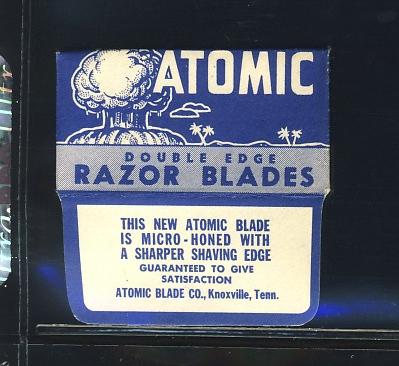 ATOMIC
DOUBLE EDGE
RAZOR BLADES
THIS NEW ATOMIC BLADE
IS MICRO-HONED WITH
A SHARPER SHAVING EDGE
GUARANTEED TO GIVE
SATISFACTION
ATOMIC BLADE CO., Knoxville, Tenn.